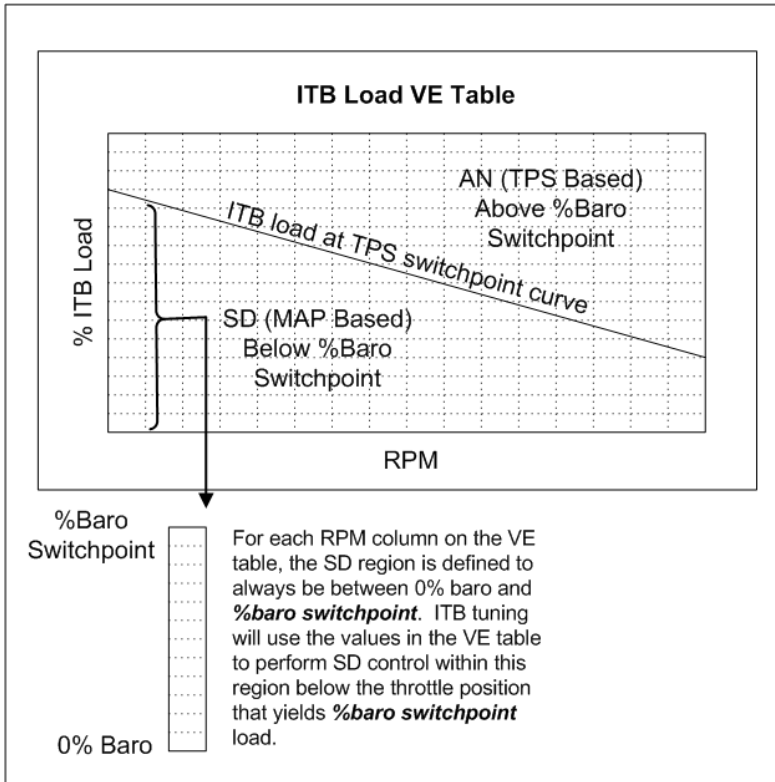 ITB Load VE Table
% ITB Load
AN (TPS Based)
Above %Baro
Switchpoint
ITB load at TPS switchpoint curve
SD (MAP Based)
Below %Baro
Switchpoint
RPM
%Baro
Switchpoint
0% Baro
For each RPM column on the VE
table, the SD region is defined to
always be between 0% baro and
%baro switchpoint. ITB tuning
will use the values in the VE table
to perform SD control within this
region below the throttle position
that yields %baro switchpoint
load.